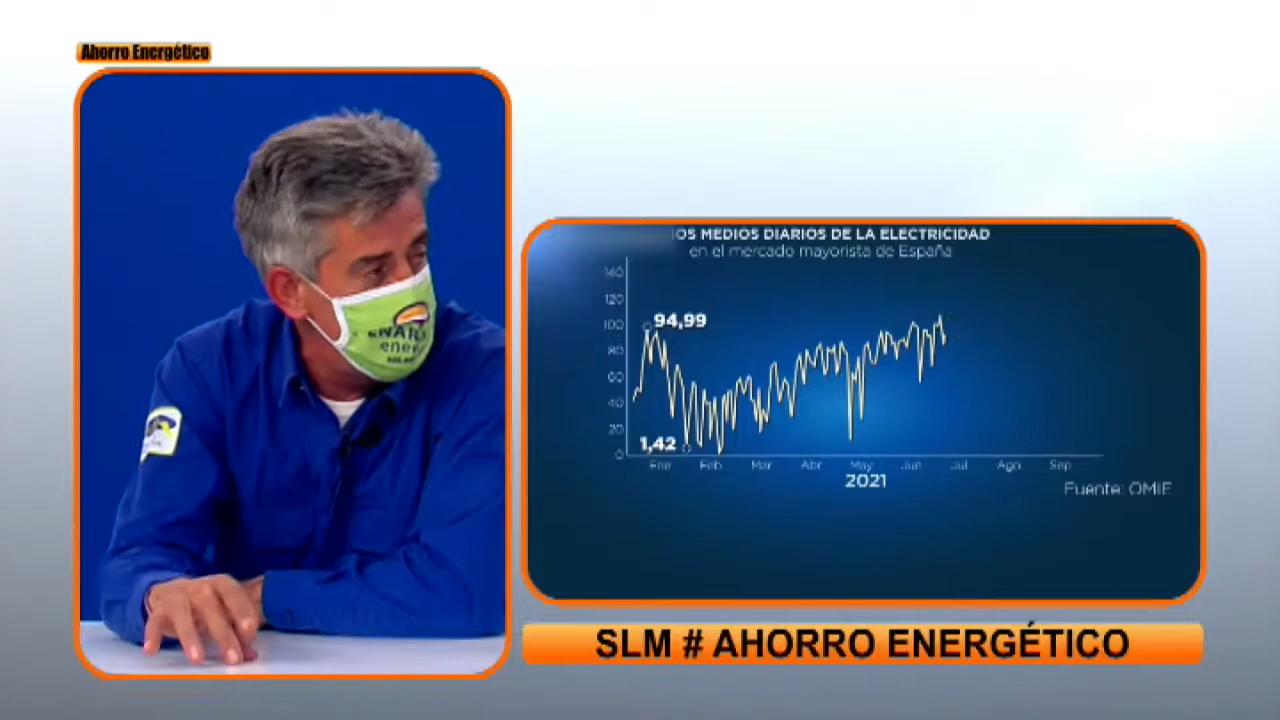 Ahorro Energético
OS MEDIOS DIARIOS DE LA ELECTRICIDAD
en el mercado mayorista de España
140
120
100
80
60
40
20
0
94,99
1,42
Ene Feb Mar Abr May Jun Jul Ago Sep
2021
Fuente: OMIE
ener
SLM # AHORRO ENERGÉTICO